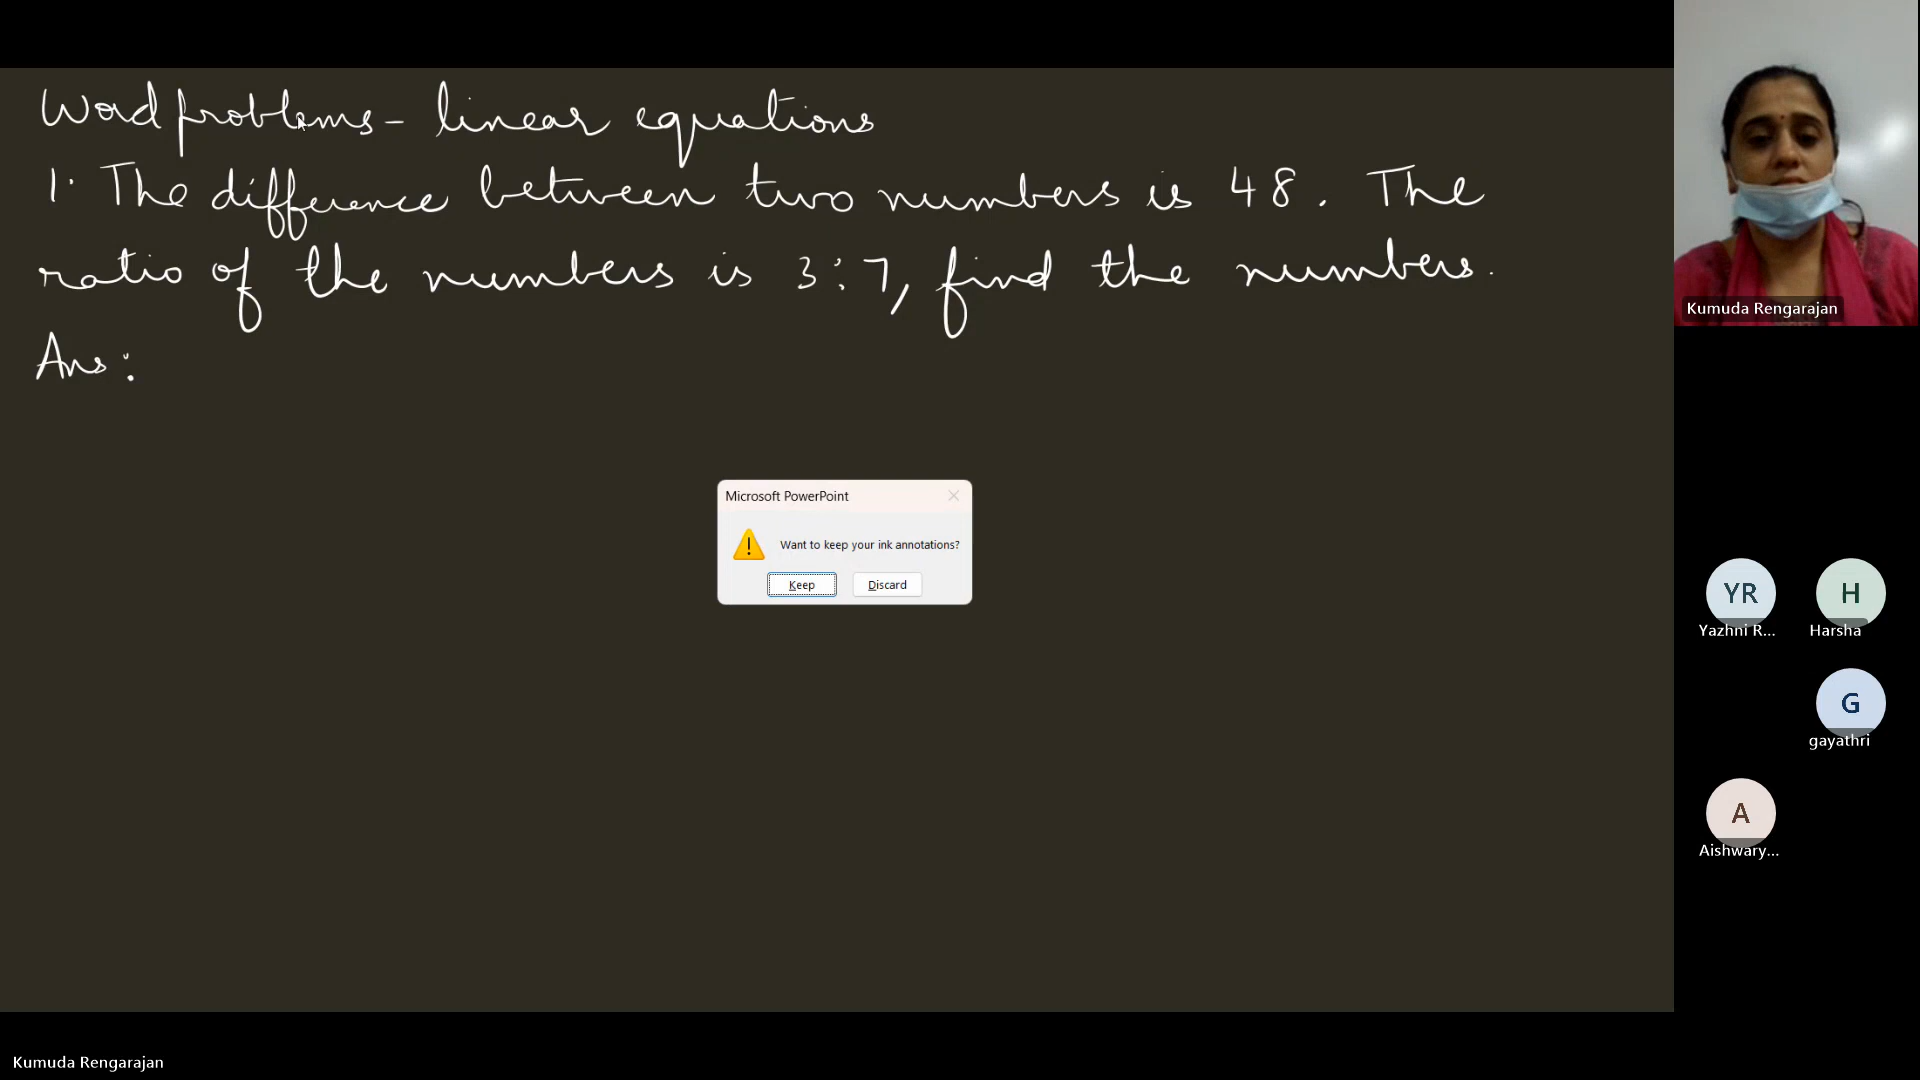 Word problems - linear equations
1. The difference between two numbers is 48. The
ratio of the numbers is 3:7, find the numbers.
Ans:
Microsoft PowerPoint
Want to keep your ink annotations?
Keep
Discard
Kumuda Rengarajan
YR
H
Yazhni R...
Harsha
G
gayathri
A
Aishwary...
Kumuda Rengarajan